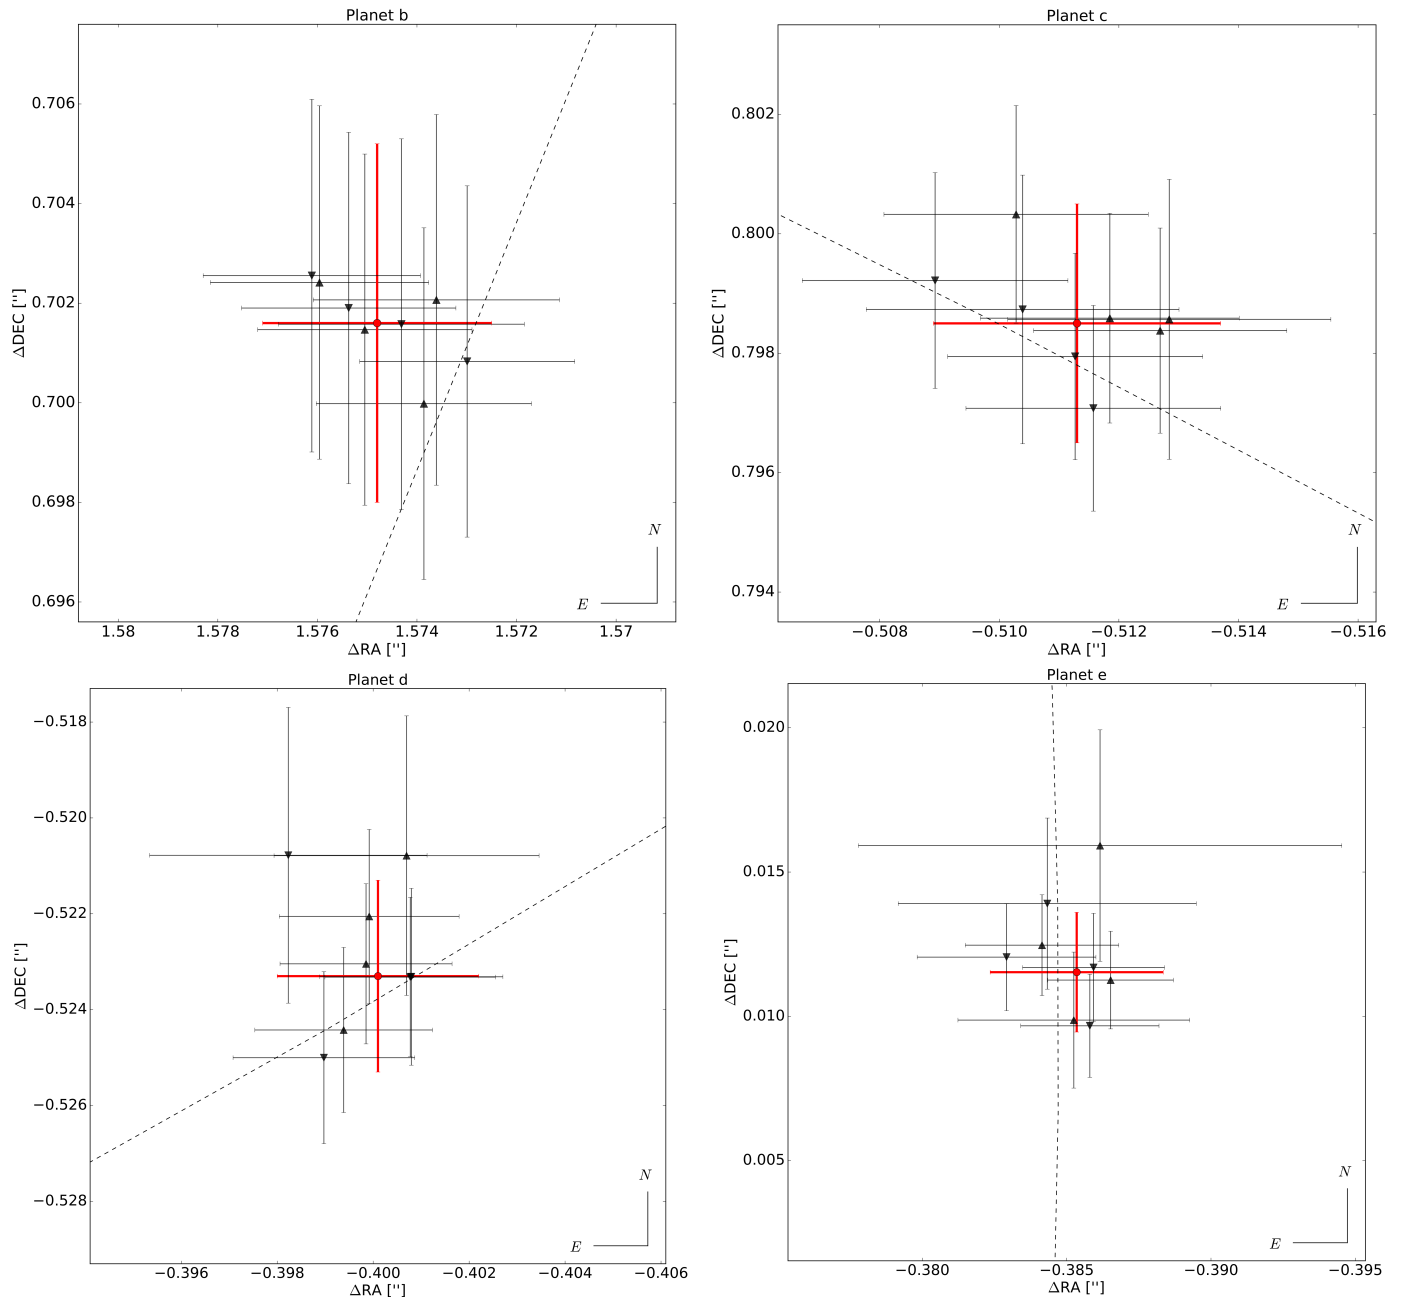 Planet b
ΔDEC ['']
0.706
0.704
0.702
0.700
0.698
0.696
N
E
1.58 1.578 1.576 1.574 1.572 1.57
ΔRA ['']
Planet c
ΔDEC ['']
0.802
0.800
0.798
0.796
0.794
N
E
−0.508 −0.510 −0.512 −0.514 −0.516
ΔRA ['']
Planet d
ΔDEC ['']
−0.518
−0.520
−0.522
−0.524
−0.526
−0.528
N
E
−0.396 −0.398 −0.400 −0.402 −0.404 −0.406
ΔRA ['']
Planet e
ΔDEC ['']
0.020
0.015
0.010
0.005
N
E
−0.380 −0.385 −0.390 −0.395
ΔRA ['']